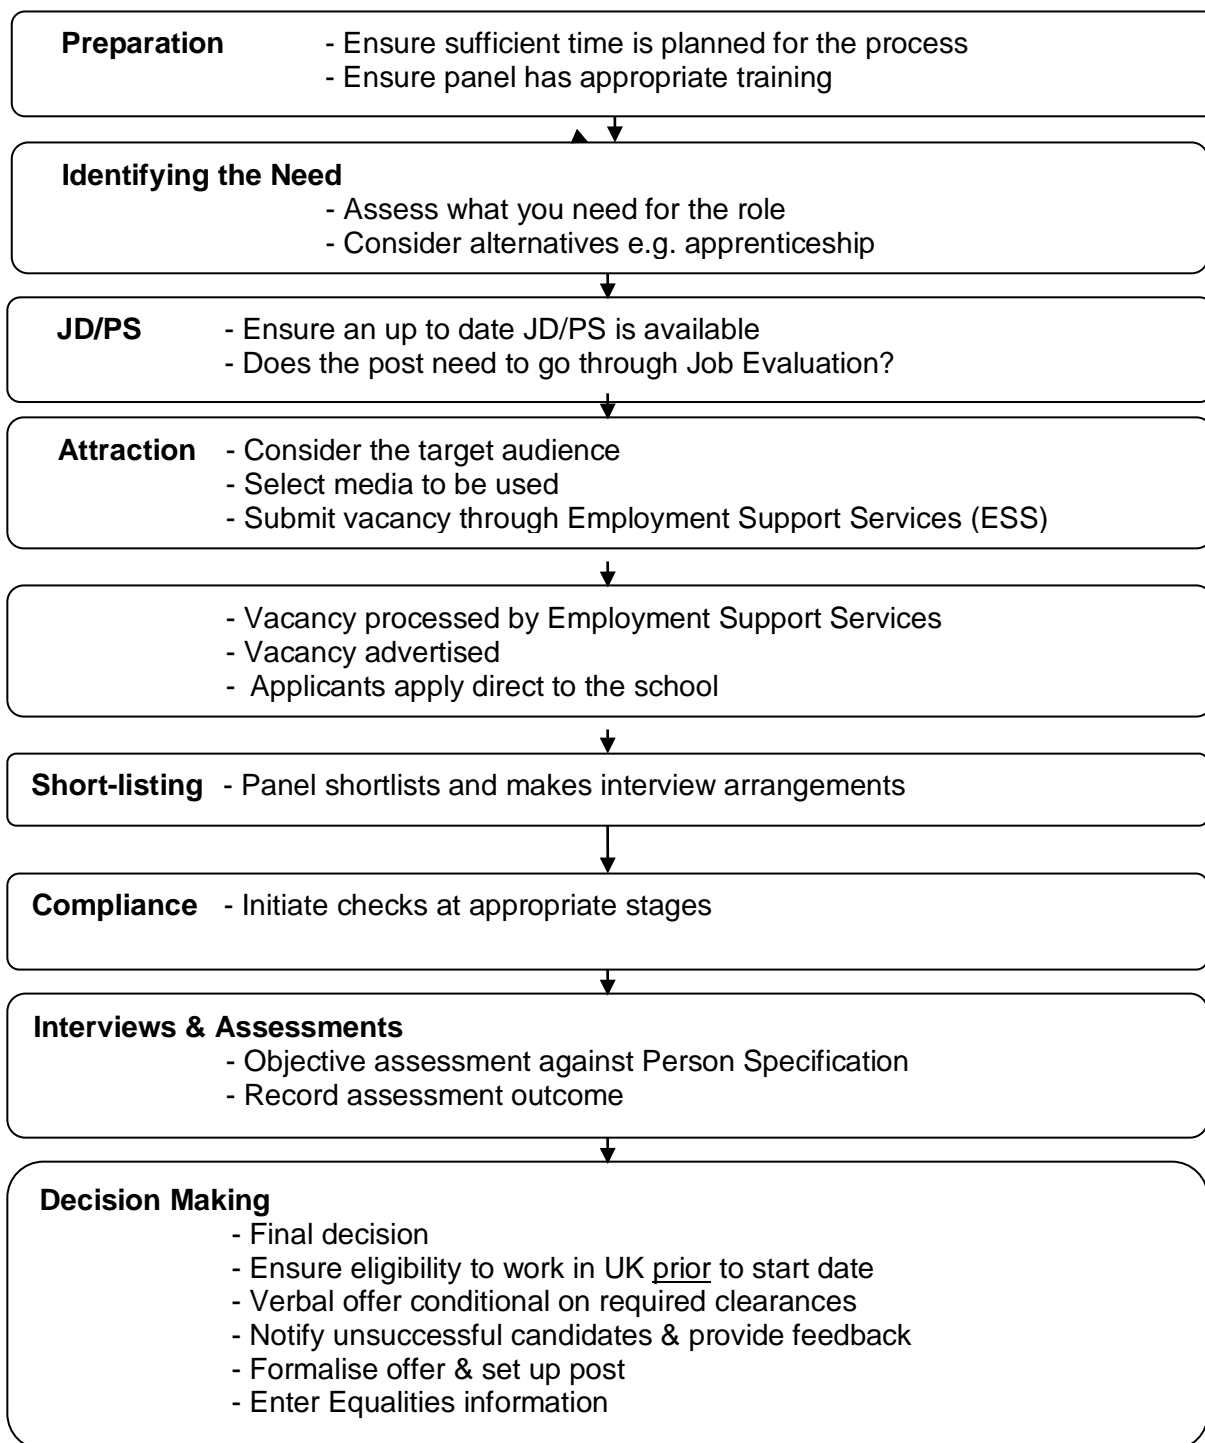 Preparation - Ensure sufficient time is planned for the process
- Ensure panel has appropriate training
Identifying the Need
- Assess what you need for the role
- Consider alternatives e.g. apprenticeship
JD/PS - Ensure an up to date JD/PS is available
- Does the post need to go through Job Evaluation?
Attraction - Consider the target audience
- Select media to be used
- Submit vacancy through Employment Support Services (ESS)
- Vacancy processed by Employment Support Services
- Vacancy advertised
- Applicants apply direct to the school
Short-listing - Panel shortlists and makes interview arrangements
Compliance - Initiate checks at appropriate stages
Interviews & Assessments
- Objective assessment against Person Specification
- Record assessment outcome
Decision Making
- Final decision
- Ensure eligibility to work in UK prior to start date
- Verbal offer conditional on required clearances
- Notify unsuccessful candidates & provide feedback
- Formalise offer & set up post
- Enter Equalities information